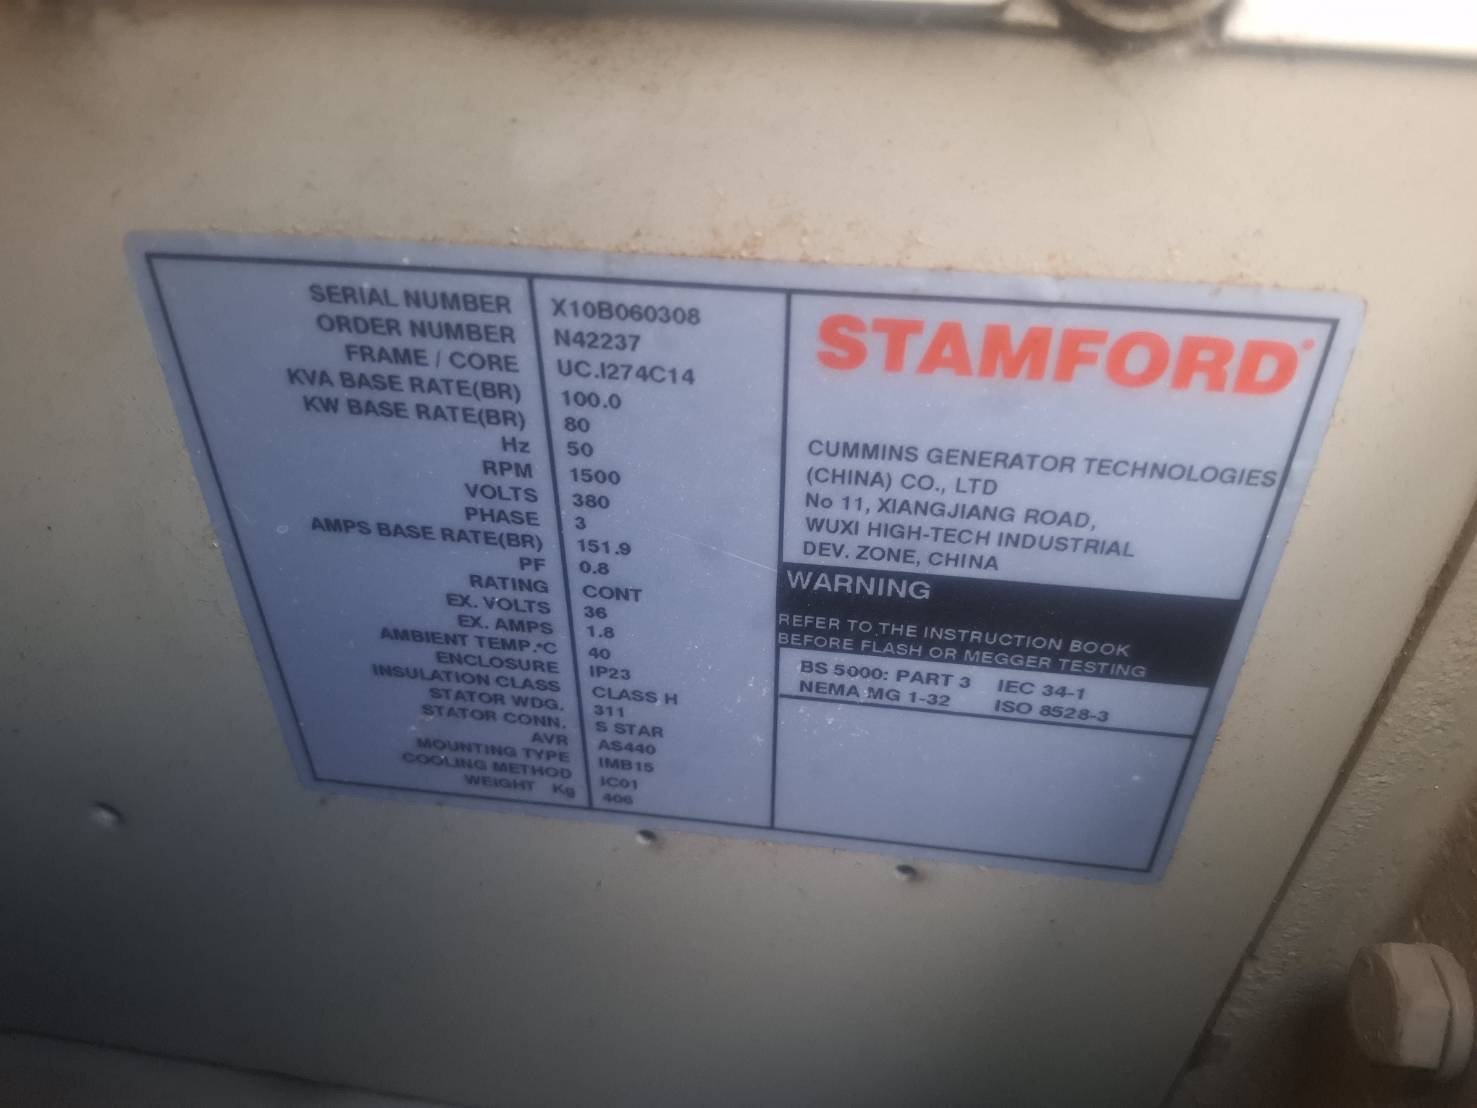 SERIAL NUMBER X10B060308
ORDER NUMBER N42237
FRAME / CORE UC.I274C14
KVA BASE RATE(BR) 100.0
KW BASE RATE(BR) 80
Hz 50
RPM 1500
VOLTS 380
PHASE 3
AMPS BASE RATE(BR) 151.9
PF 0.8
RATING CONT
EX. VOLTS 36
EX. AMPS 1.8
AMBIENT TEMP.°C 40
ENCLOSURE IP23
INSULATION CLASS CLASS H
STATOR WDG. 311
STATOR CONN. S STAR
AVR AS440
MOUNTING TYPE IMB15
COOLING METHOD IC01
WEIGHT Kg 406
STAMFORD
CUMMINS GENERATOR TECHNOLOGIES
(CHINA) CO., LTD
No 11, XIANGJIANG ROAD,
WUXI HIGH-TECH INDUSTRIAL
DEV. ZONE, CHINA
WARNING
REFER TO THE INSTRUCTION BOOK
BEFORE FLASH OR MEGGER TESTING
BS 5000: PART 3 IEC 34-1
NEMA MG 1-32 ISO 8528-3